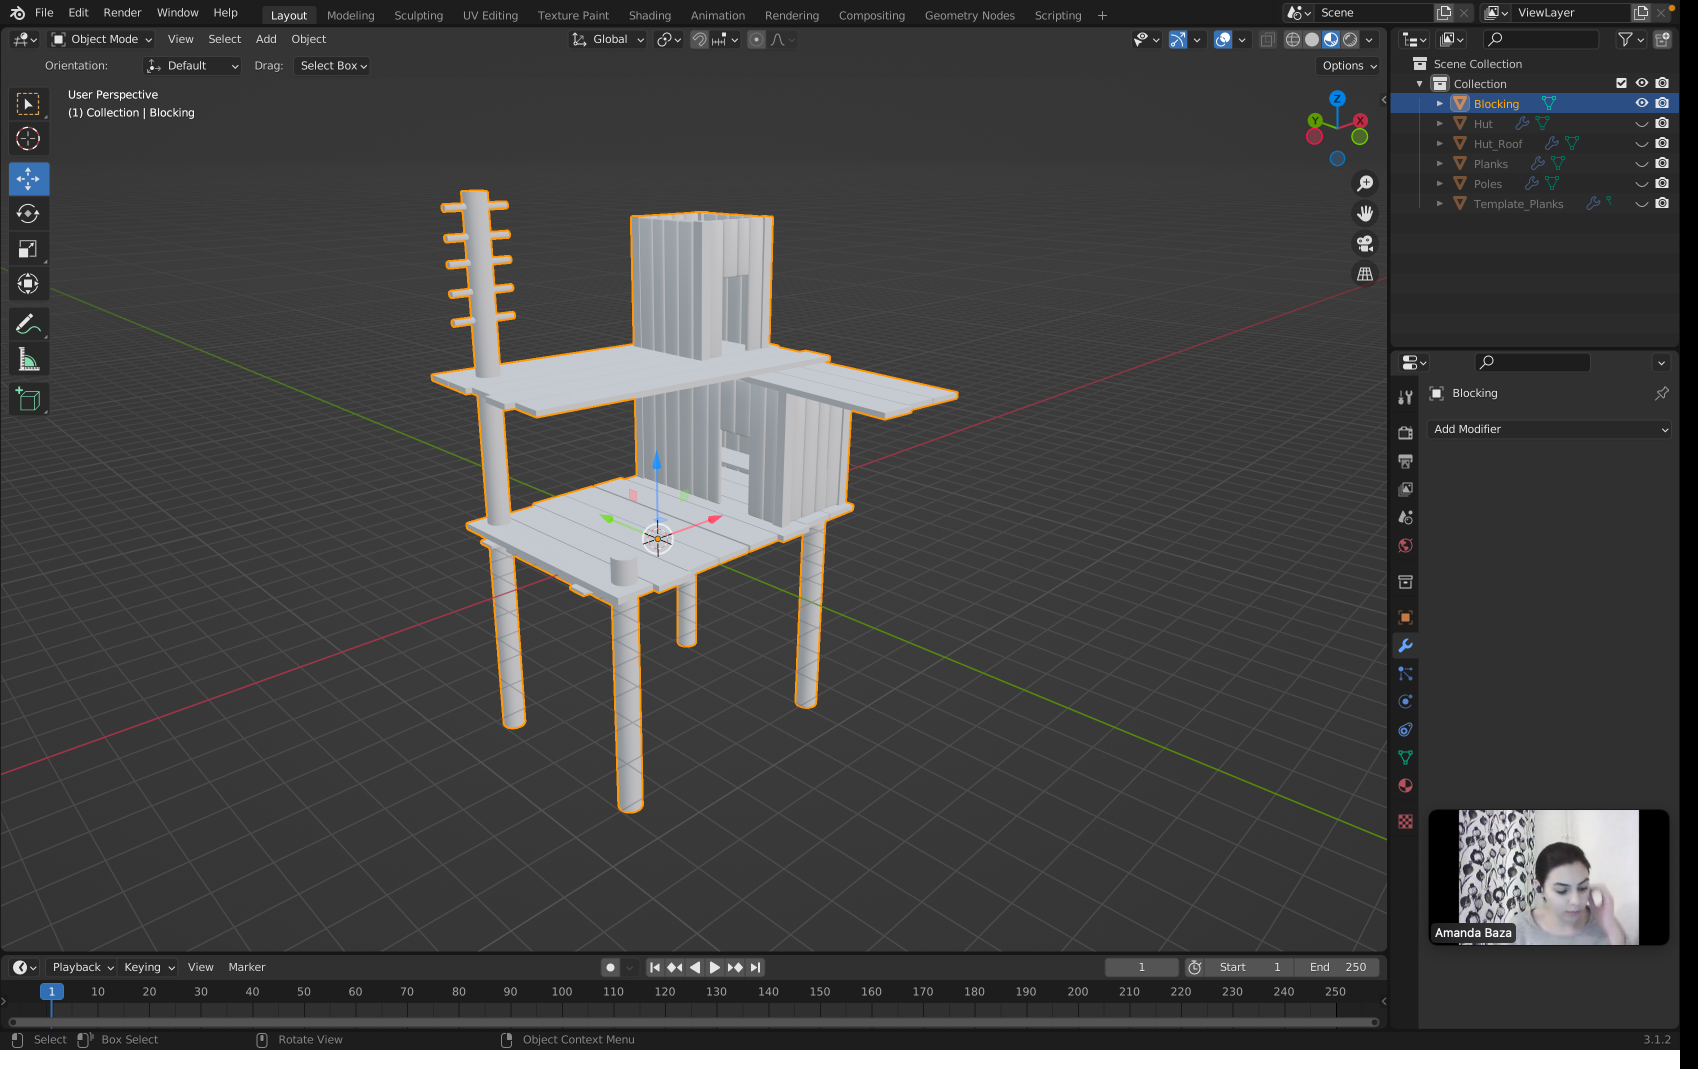 File Edit Render Window Help Layout Modeling Sculpting UV Editing Texture Paint Shading Animation Rendering Compositing Geometry Nodes Scripting + Scene ViewLayer
Object Mode View Select Add Object Global
Orientation: Default Drag: Select Box Options
User Perspective
(1) Collection | Blocking
Z
Y
X
Scene Collection
Collection
Blocking
Hut
Hut_Roof
Planks
Poles
Template_Planks
Blocking
Add Modifier
Amanda Baza
Playback Keying View Marker 1 Start 1 End 250
1 10 20 30 40 50 60 70 80 90 100 110 120 130 140 150 160 170 180 190 200 210 220 230 240 250
Select Box Select Rotate View Object Context Menu 3.1.2